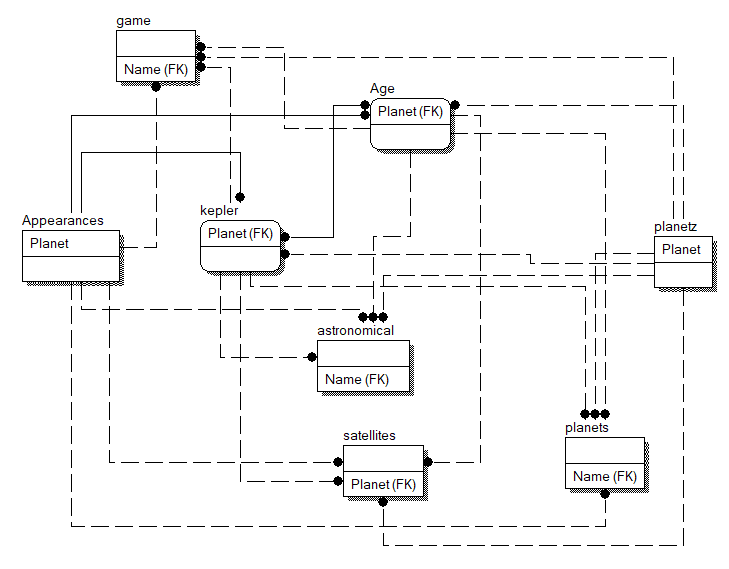 game
Name (FK)
Age
Planet (FK)
Appearances
Planet
kepler
Planet (FK)
planetz
Planet
astronomical
Name (FK)
satellites
Planet (FK)
planets
Name (FK)